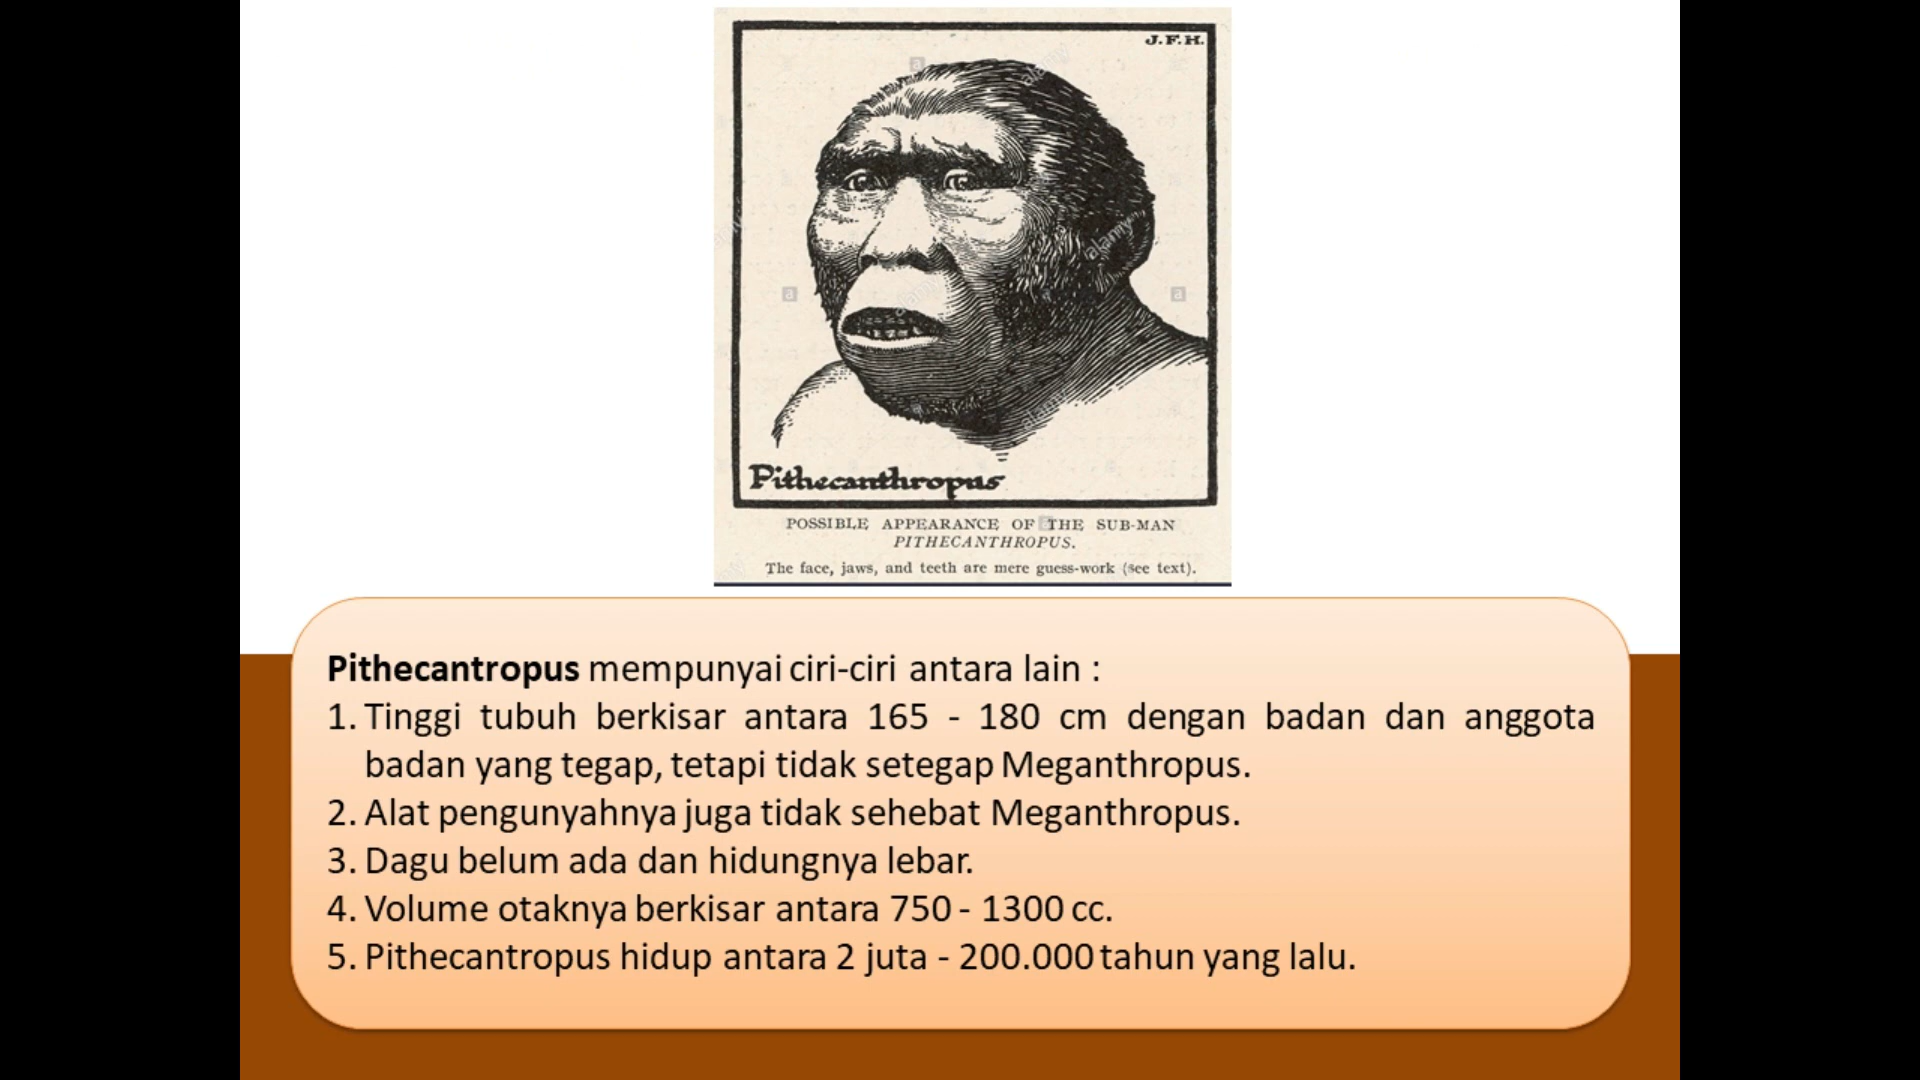 J.F.H.
Pithecanthropus
POSSIBLE APPEARANCE OF THE SUB-MAN
PITHECANTHROPUS.
The face, jaws, and teeth are mere guess-work (see text).
Pithecantropus mempunyai ciri-ciri antara lain :
1. Tinggi tubuh berkisar antara 165 - 180 cm dengan badan dan anggota
badan yang tegap, tetapi tidak setegap Meganthropus.
2. Alat pengunyahnya juga tidak sehebat Meganthropus.
3. Dagu belum ada dan hidungnya lebar.
4. Volume otaknya berkisar antara 750 - 1300 cc.
5. Pithecantropus hidup antara 2 juta - 200.000 tahun yang lalu.